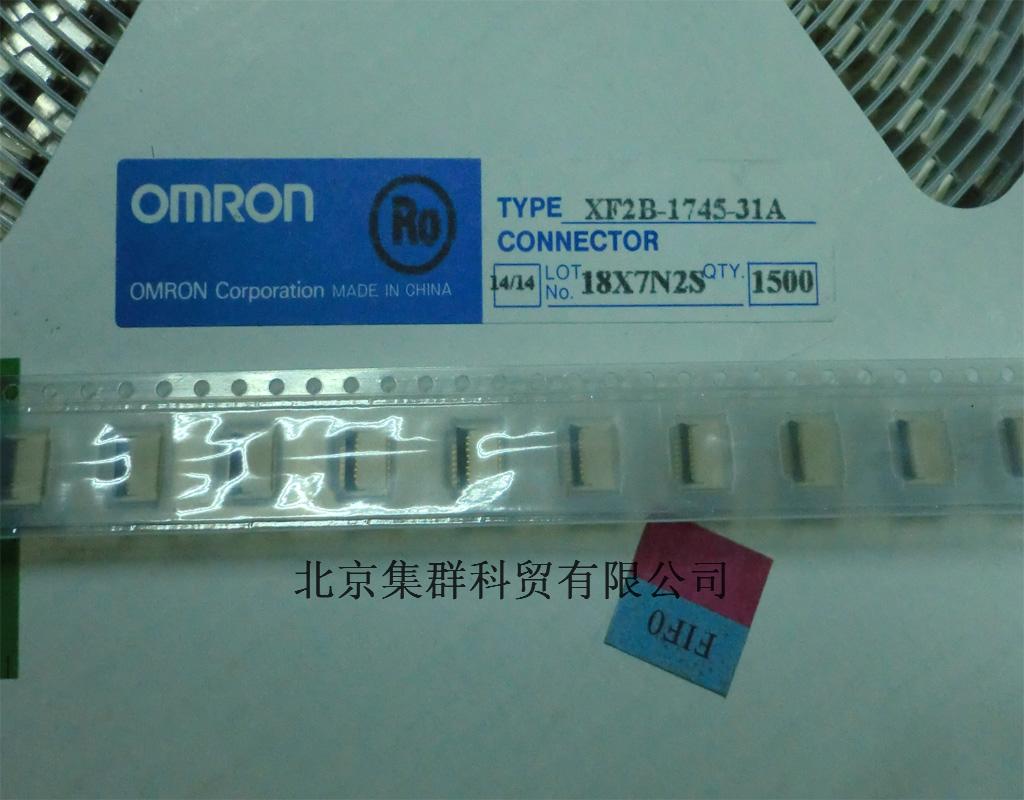 OMRON
Ro
OMRON Corporation MADE IN CHINA
TYPE XF2B-1745-31A
CONNECTOR
14/14 LOT No. 18X7N2S QTY. 1500
北京集群科贸有限公司
FIFO